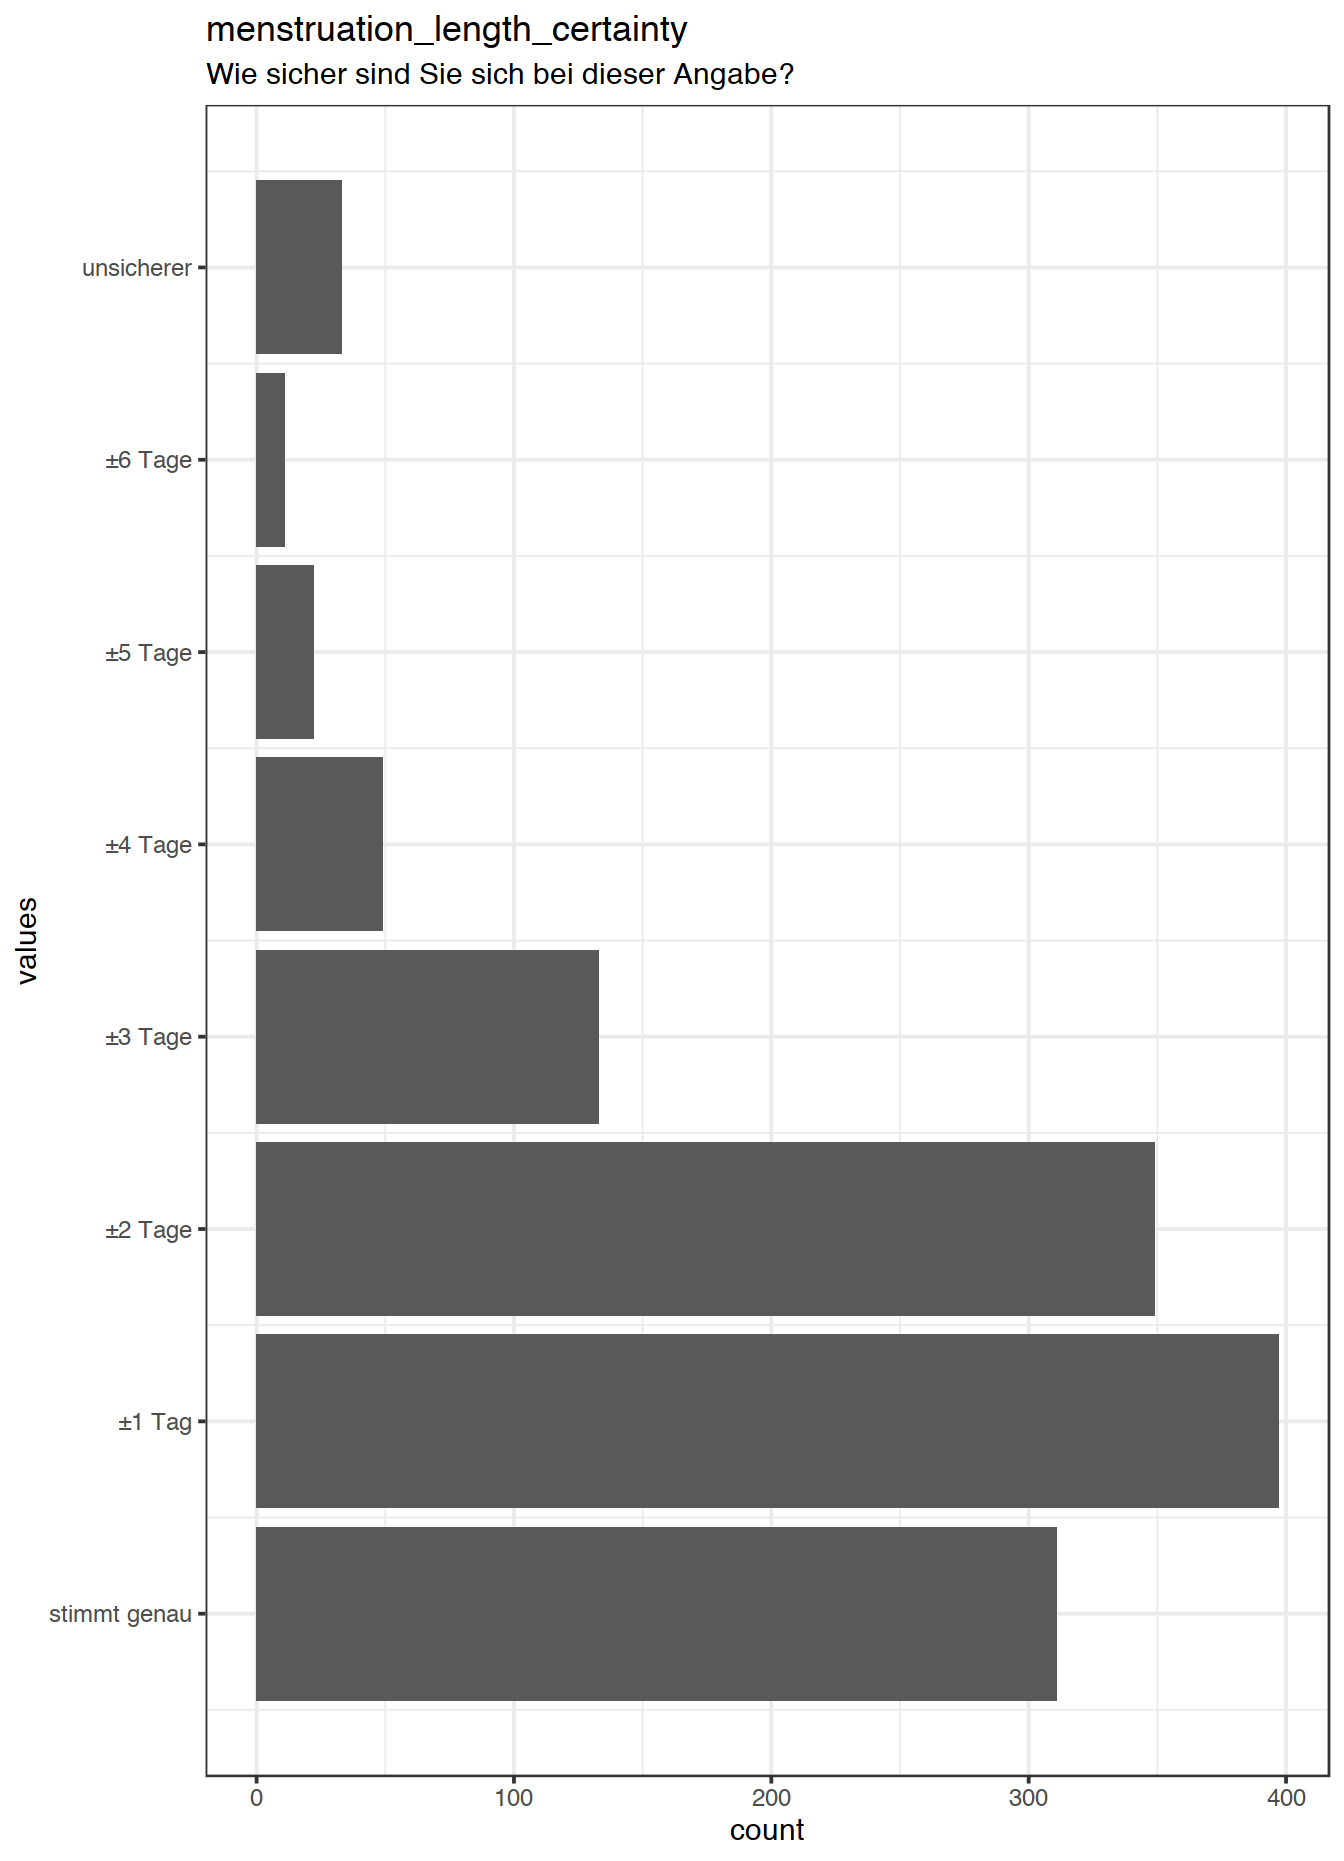 menstruation_length_certainty
Wie sicher sind Sie sich bei dieser Angabe?
unsicherer
±6 Tage
±5 Tage
±4 Tage
±3 Tage
±2 Tage
±1 Tag
stimmt genau
values
0 100 200 300 400
count